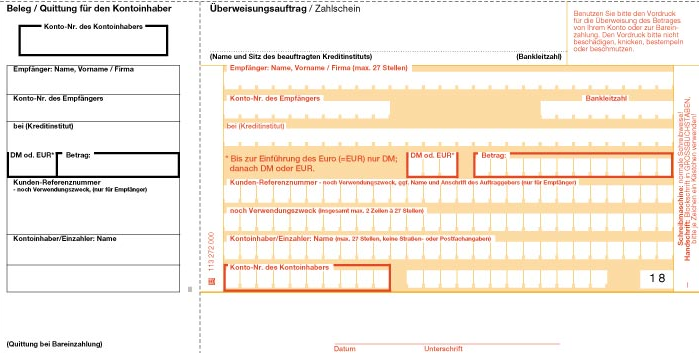 Beleg / Quittung für den Kontoinhaber
Konto-Nr. des Kontoinhabers
Empfänger: Name, Vorname / Firma
Konto-Nr. des Empfängers
bei (Kreditinstitut)
DM od. EUR* Betrag:
Kunden-Referenznummer
- noch Verwendungszweck, (nur für Empfänger)
Kontoinhaber/Einzahler: Name
(Quittung bei Bareinzahlung)
Überweisungsauftrag / Zahlschein
Benutzen Sie bitte den Vordruck
für die Überweisung des Betrages
von Ihrem Konto oder zur Barein-
zahlung. Den Vordruck bitte nicht
beschädigen, knicken, bestempeln
oder beschmutzen.
(Name und Sitz des beauftragten Kreditinstituts) (Bankleitzahl)
Empfänger: Name, Vorname / Firma (max. 27 Stellen)
Konto-Nr. des Empfängers Bankleitzahl
bei (Kreditinstitut)
* Bis zur Einführung des Euro (=EUR) nur DM;
danach DM oder EUR.
DM od. EUR* Betrag:
Kunden-Referenznummer - noch Verwendungszweck, ggf. Name und Anschrift des Auftraggebers (nur für Empfänger)
noch Verwendungszweck (insgesamt max. 2 Zeilen à 27 Stellen)
Kontoinhaber/Einzahler: Name (max. 27 Stellen, keine Straßen- oder Postfachangaben)
Konto-Nr. des Kontoinhabers
18
113 272 000
Schreibmaschine: normale Schreibweise!
Handschrift: Blockschrift in GROSSBUCHSTABEN,
bitte je Zeichen ein Kästchen verwenden!
Datum Unterschrift